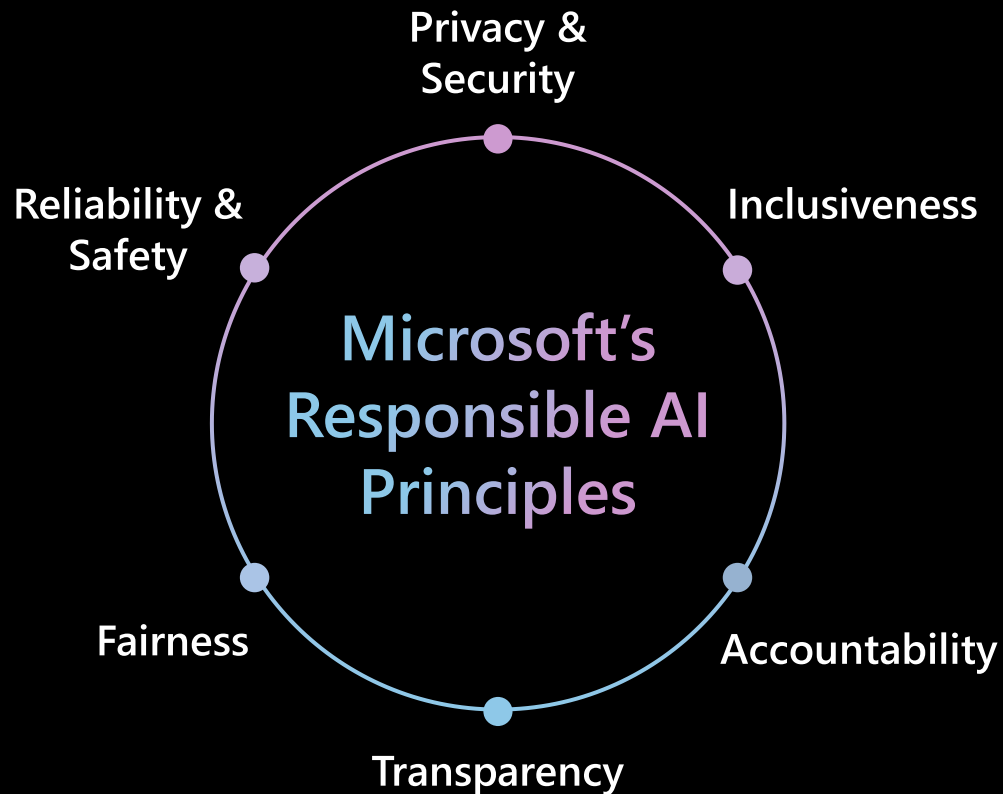 Privacy &
Security
Reliability &
Safety
Inclusiveness
Microsoft’s
Responsible AI
Principles
Fairness
Accountability
Transparency